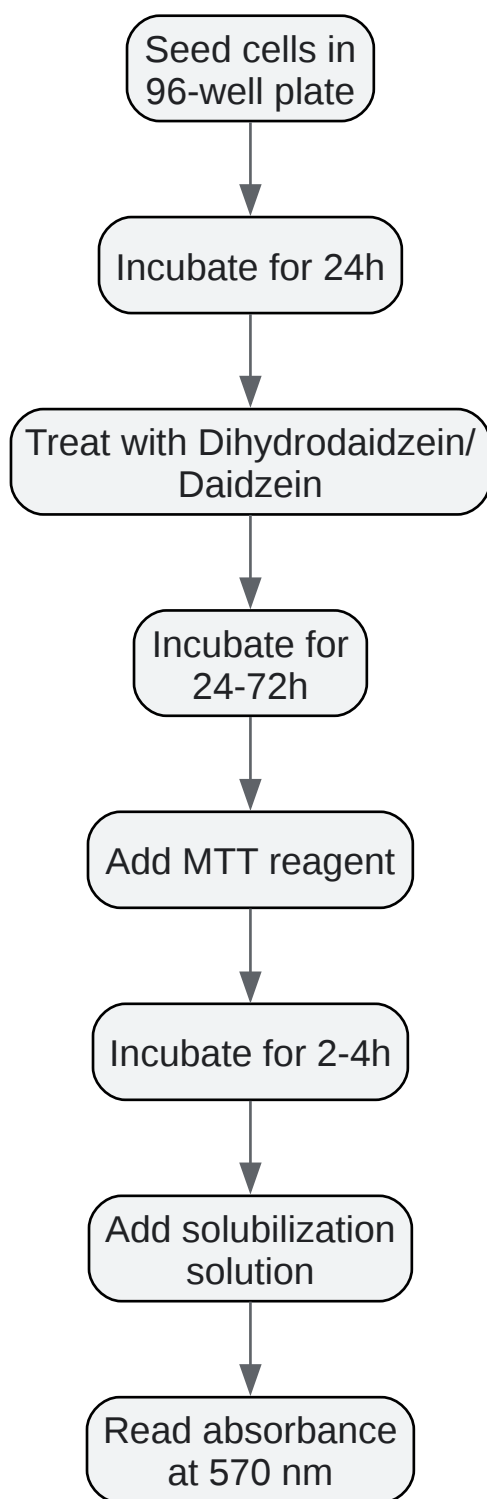 Seed cells in
96-well plate
Incubate for 24h
Treat with Dihydrodaidzein/
Daidzein
Incubate for
24-72h
Add MTT reagent
Incubate for 2-4h
Add solubilization
solution
Read absorbance
at 570 nm